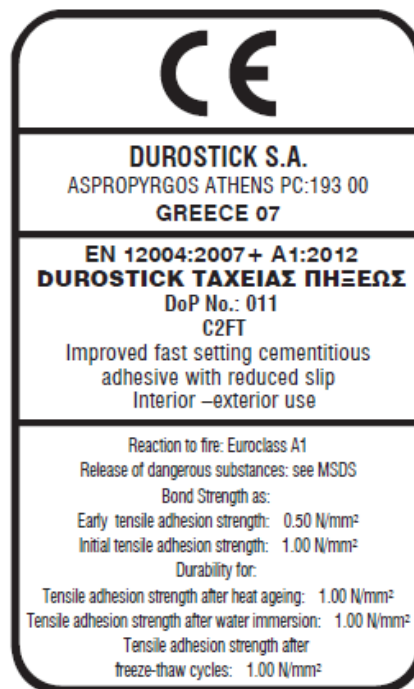 CE
DUROSTICK S.A.
ASPROPYRGOS ATHENS PC:193 00
GREECE 07
EN 12004:2007+ A1:2012
DUROSTICK ΤΑΧΕΙΑΣ ΠΗΞΕΩΣ
DoP No.: 011
C2FT
Improved fast setting cementitious
adhesive with reduced slip
Interior –exterior use
Reaction to fire: Euroclass A1
Release of dangerous substances: see MSDS
Bond Strength as:
Early tensile adhesion strength: 0.50 N/mm²
Initial tensile adhesion strength: 1.00 N/mm²
Durability for:
Tensile adhesion strength after heat ageing: 1.00 N/mm²
Tensile adhesion strength after water immersion: 1.00 N/mm²
Tensile adhesion strength after
freeze-thaw cycles: 1.00 N/mm²